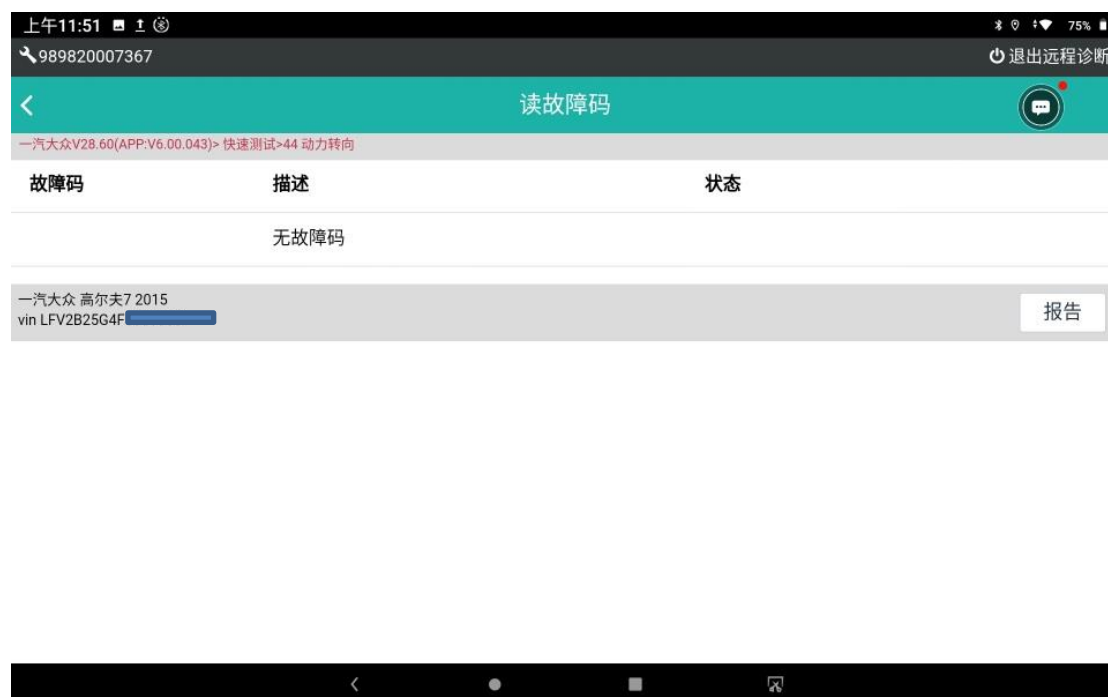 上午11:51 75%
989820007367 退出远程诊断
读故障码
一汽大众V28.60(APP:V6.00.043)> 快速测试>44 动力转向
故障码 描述 状态
无故障码
一汽大众 高尔夫7 2015
vin LFV2B25G4F
报告